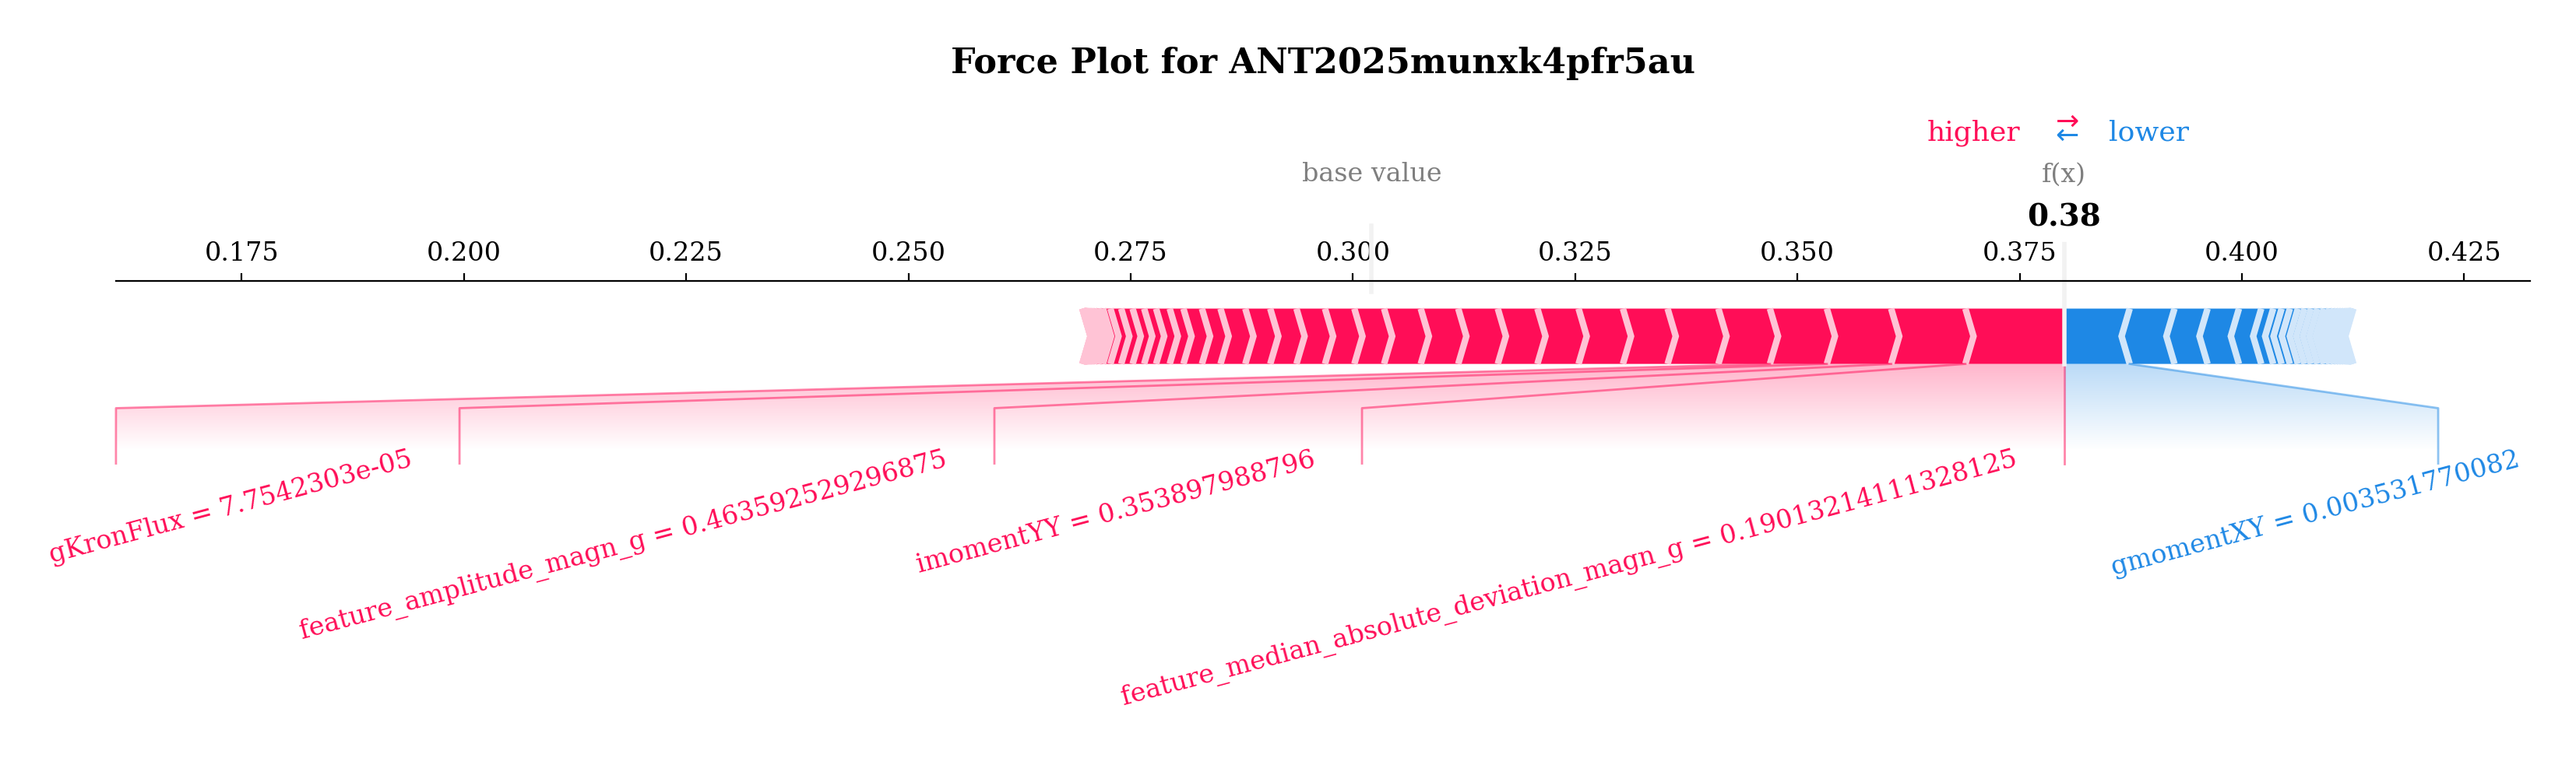 Force Plot for ANT2025munxk4pfr5au
higher ⇄ lower
base value
f(x)
0.38
0.175 0.200 0.225 0.250 0.275 0.300 0.325 0.350 0.375 0.400 0.425
gKronFlux = 7.7542303e-05
feature_amplitude_magn_g = 0.463592529296875
imomentYY = 0.353897988796
feature_median_absolute_deviation_magn_g = 0.19013214111328125
gmomentXY = 0.003531770082